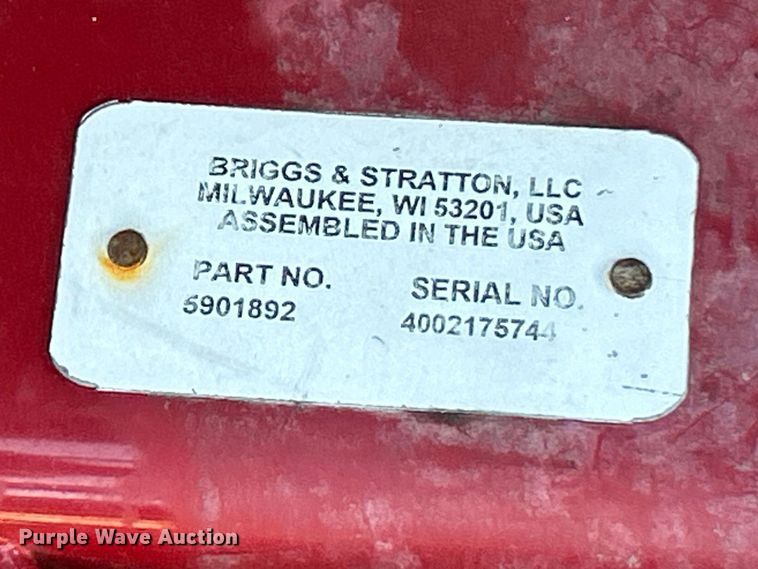 BRIGGS & STRATTON, LLC
MILWAUKEE, WI 53201, USA
ASSEMBLED IN THE USA
PART NO.
5901892
SERIAL NO.
4002175744
Purple Wave Auction